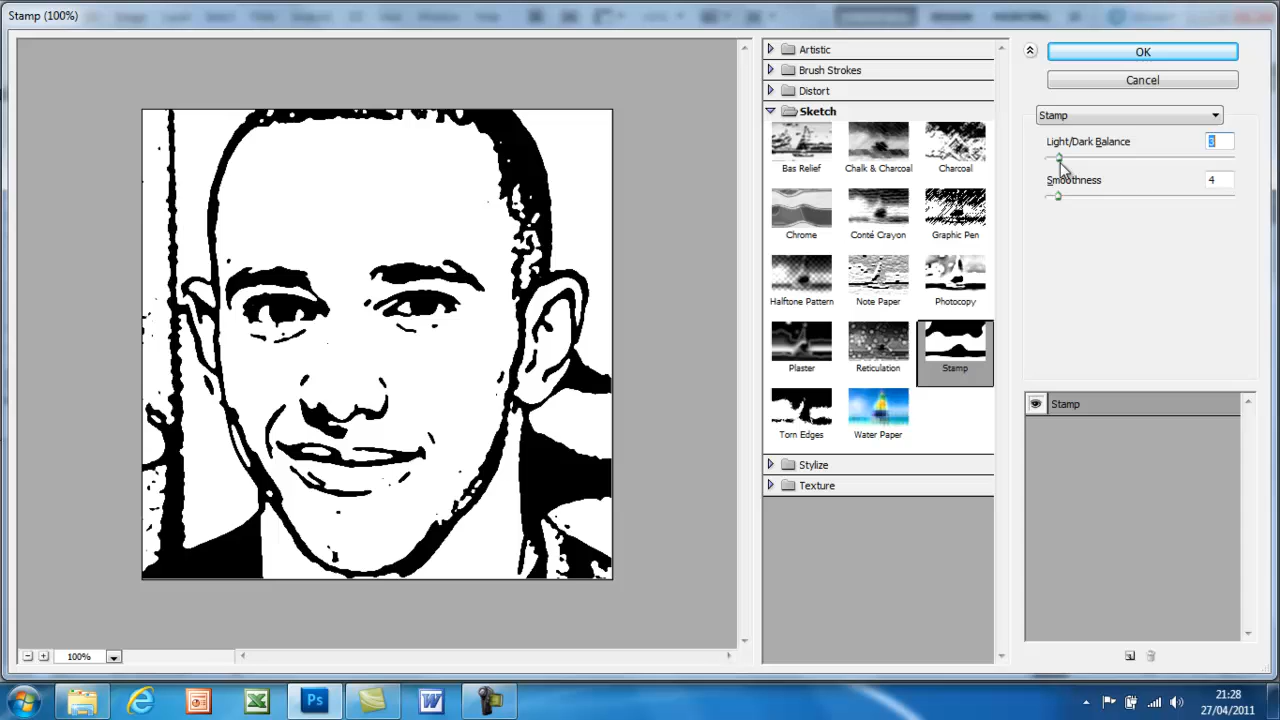 Stamp (100%)
Artistic
Brush Strokes
Distort
Sketch
Bas Relief
Chalk & Charcoal
Charcoal
Chrome
Conté Crayon
Graphic Pen
Halftone Pattern
Note Paper
Photocopy
Plaster
Reticulation
Stamp
Torn Edges
Water Paper
Stylize
Texture
OK
Cancel
Stamp
Light/Dark Balance
3
Smoothness
4
Stamp
100%
Ps
W
21:28
27/04/2011